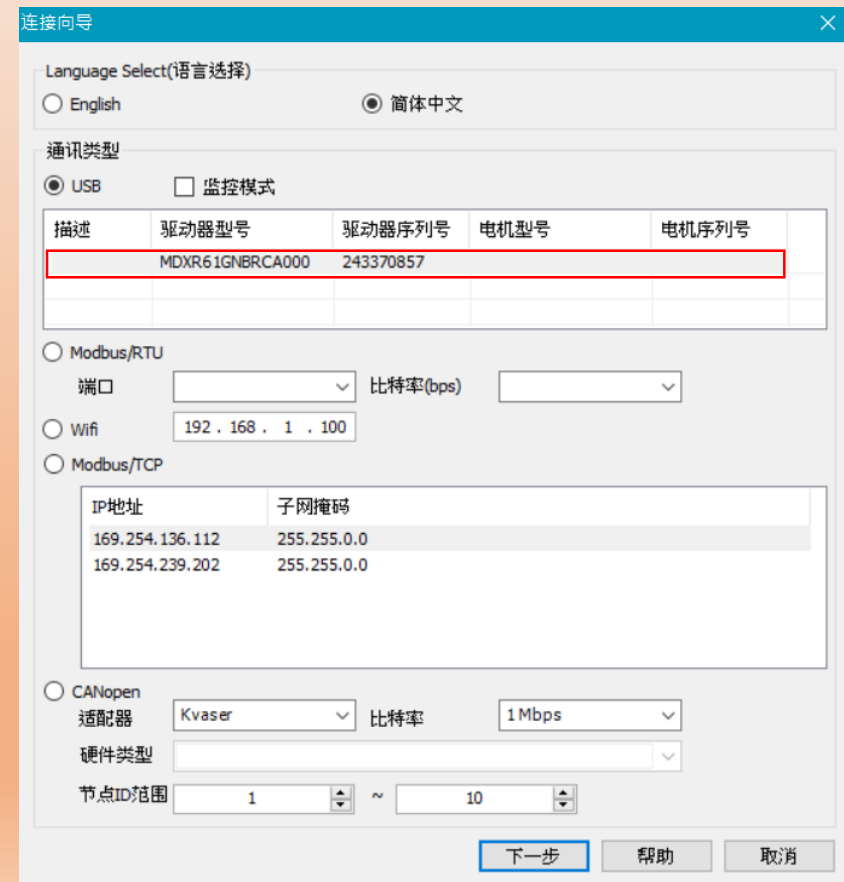 连接向导
Language Select(语言选择)
English 简体中文
通讯类型
USB 监控模式
描述 驱动器型号 驱动器序列号 电机型号 电机序列号
MDXR61GNBRCA000 243370857
Modbus/RTU
端口 比特率(bps)
Wifi 192 . 168 . 1 . 100
Modbus/TCP
IP地址 子网掩码
169.254.136.112 255.255.0.0
169.254.239.202 255.255.0.0
CANopen
适配器 Kvaser 比特率 1 Mbps
硬件类型
节点ID范围 1 ~ 10
下一步 帮助 取消